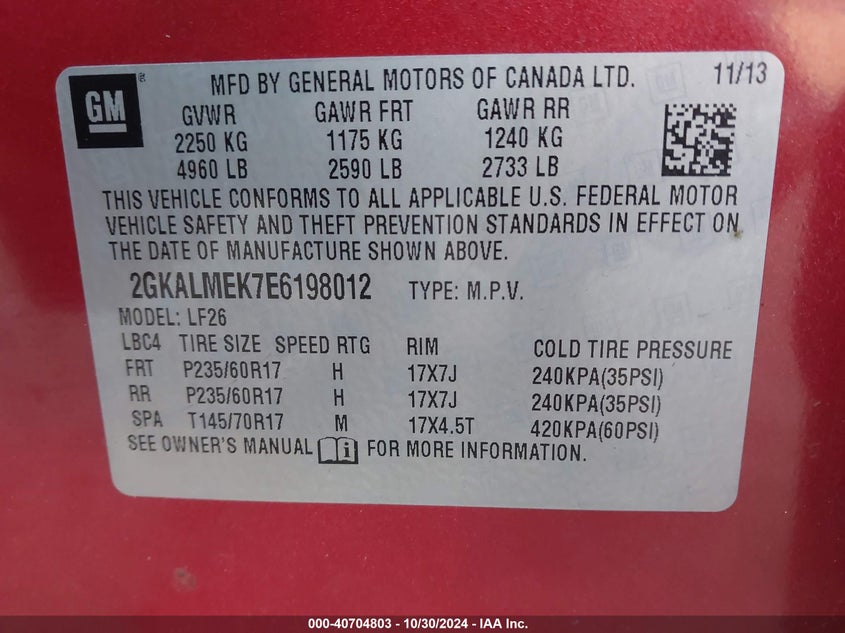 GM ® MFD BY GENERAL MOTORS OF CANADA LTD. 11/13
GVWR GAWR FRT GAWR RR
2250 KG 1175 KG 1240 KG
4960 LB 2590 LB 2733 LB
THIS VEHICLE CONFORMS TO ALL APPLICABLE U.S. FEDERAL MOTOR
VEHICLE SAFETY AND THEFT PREVENTION STANDARDS IN EFFECT ON
THE DATE OF MANUFACTURE SHOWN ABOVE.
2GKALMEK7E6198012 TYPE: M.P.V.
MODEL: LF26
LBC4 TIRE SIZE SPEED RTG RIM COLD TIRE PRESSURE
FRT P235/60R17 H 17X7J 240KPA(35PSI)
RR P235/60R17 H 17X7J 240KPA(35PSI)
SPA T145/70R17 M 17X4.5T 420KPA(60PSI)
SEE OWNER'S MANUAL i FOR MORE INFORMATION.
000-40704803 - 10/30/2024 - IAA Inc.